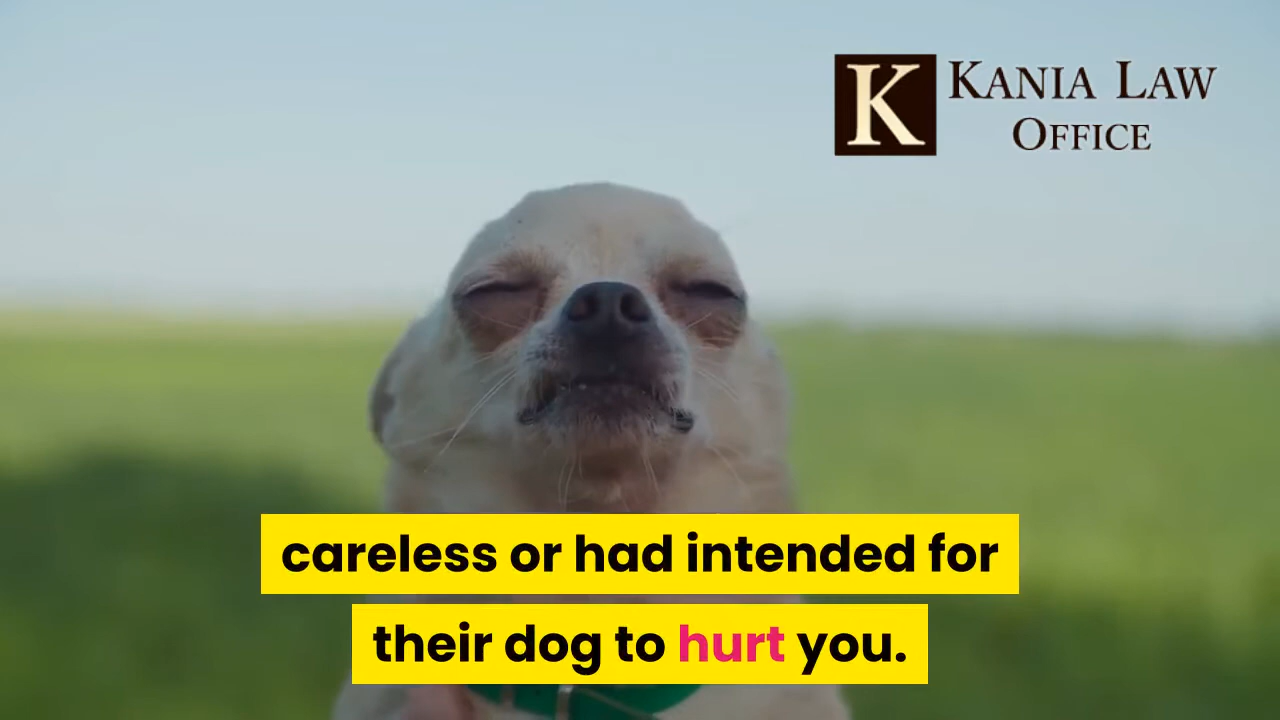 K
KANIA LAW
OFFICE
careless or had intended for
their dog to hurt you.